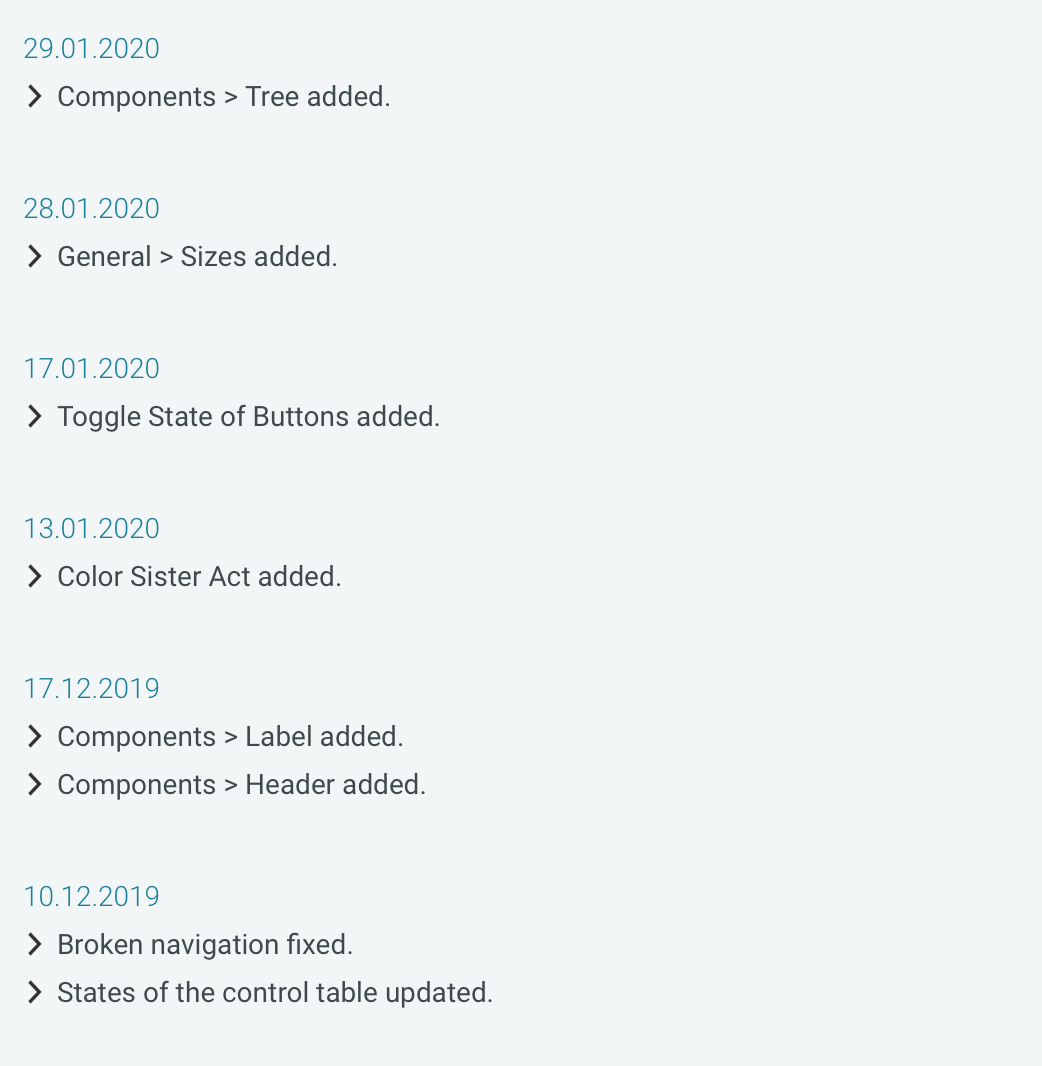 29.01.2020
Components > Tree added.
28.01.2020
General > Sizes added.
17.01.2020
Toggle State of Buttons added.
13.01.2020
Color Sister Act added.
17.12.2019
Components > Label added.
Components > Header added.
10.12.2019
Broken navigation fixed.
States of the control table updated.